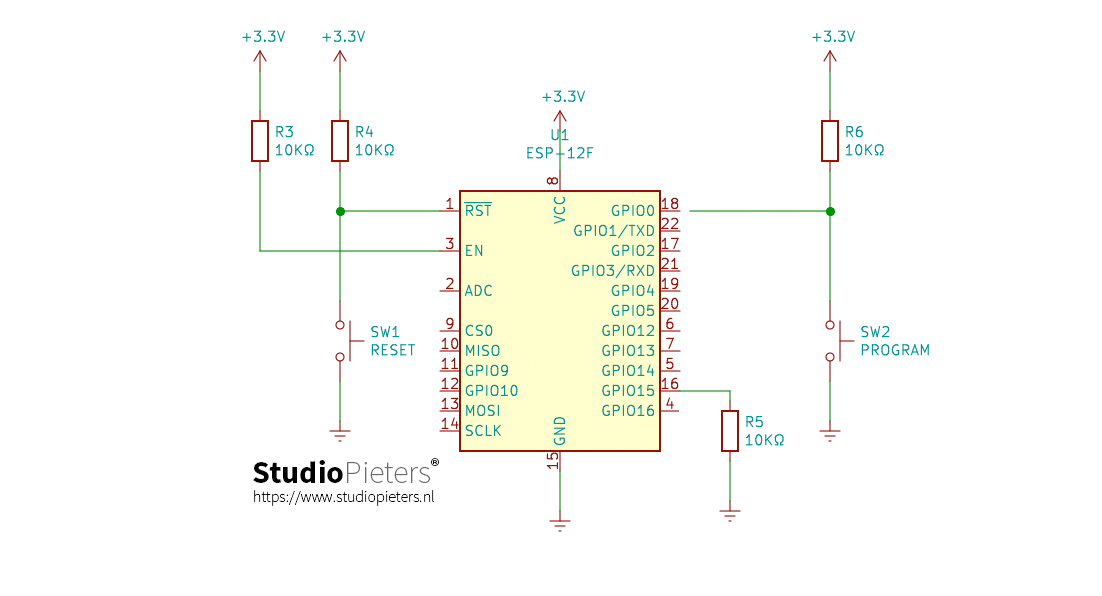 +3.3V
+3.3V
+3.3V
+3.3V
U1
ESP-12F
R3
10KΩ
R4
10KΩ
R6
10KΩ
8
VCC
1
RST
3
EN
2
ADC
9
CS0
10
MISO
11
GPIO9
12
GPIO10
13
MOSI
14
SCLK
GPIO0
18
GPIO1/TXD
22
GPIO2
17
GPIO3/RXD
21
GPIO4
19
GPIO5
20
GPIO12
6
GPIO13
7
GPIO14
5
GPIO15
16
GPIO16
4
GND
15
SW1
RESET
SW2
PROGRAM
R5
10KΩ
StudioPieters®
https://www.studiopieters.nl